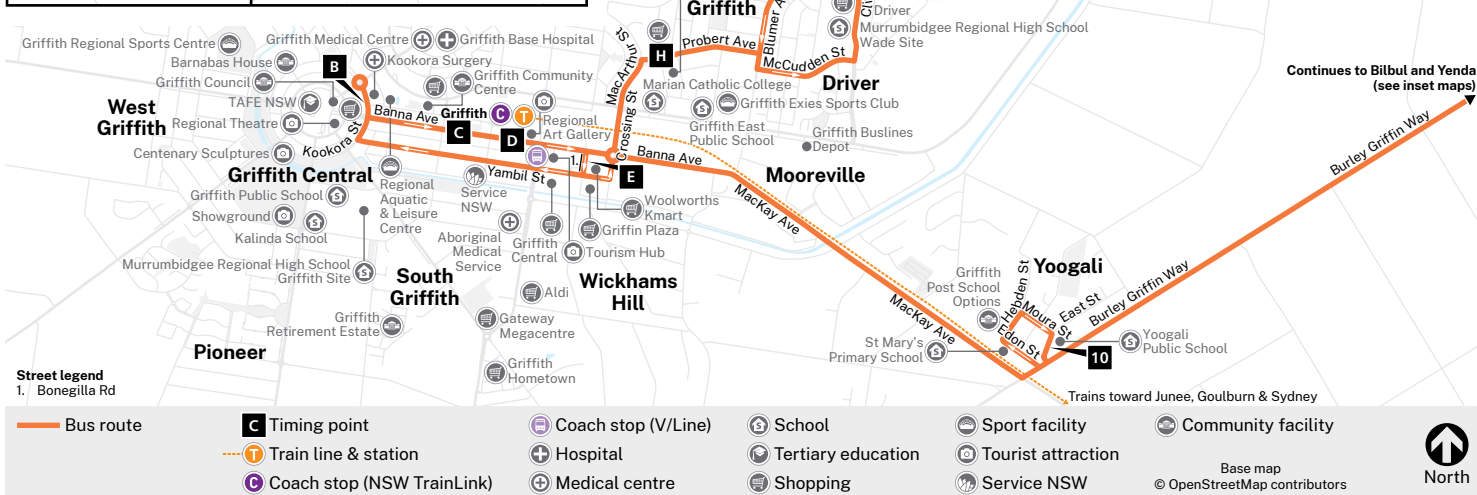 Griffith
Driver
Murrumbidgee Regional High School
Wade Site
Blumer A
Ci
Probert Ave
McCudden St
Driver
H
MacArthur St
Crossing St
Griffith Regional Sports Centre
Barnabas House
Griffith Council
TAFE NSW
Regional Theatre
Centenary Sculptures
West
Griffith
B
Griffith Medical Centre
Griffith Base Hospital
Kookora Surgery
Griffith Community
Centre
Banna Ave
Griffith
C
T
C
D
Regional
Art Gallery
Marian Catholic College
S
Griffith Exies Sports Club
S
Griffith East
Public School
Griffith Buslines
Depot
Mooreville
Continues to Bilbul and Yenda
(see inset maps)
Burley Griffin Way
Kookora St
Griffith Central
Griffith Public School
S
Showground
S
Kalinda School
Murrumbidgee Regional High School
Griffith Site
S
Regional
Aquatic
& Leisure
Centre
Yambil St
Service
NSW
1.
Banna Ave
E
MacKay Ave
Woolworths
Kmart
Griffin Plaza
Aboriginal
Medical
Service
Griffith
Central
Tourism Hub
South
Griffith
Wickhams
Hill
Aldi
Griffith
Retirement Estate
Gateway
Megacentre
Griffith
Hometown
Pioneer
MacKay Ave
Griffith
Post School
Options
Yoogali
Hebden St
Moura St
East St
Edon St
Burley Griffin Way
St Mary's
Primary School
S
10
S
Yoogali
Public School
Trains toward Junee, Goulburn & Sydney
Street legend
1. Bonegilla Rd
Bus route
C Timing point
T Train line & station
C Coach stop (NSW TrainLink)
Coach stop (V/Line)
Hospital
Medical centre
S School
Tertiary education
Shopping
Sport facility
Tourist attraction
Service NSW
Community facility
Base map
© OpenStreetMap contributors
North